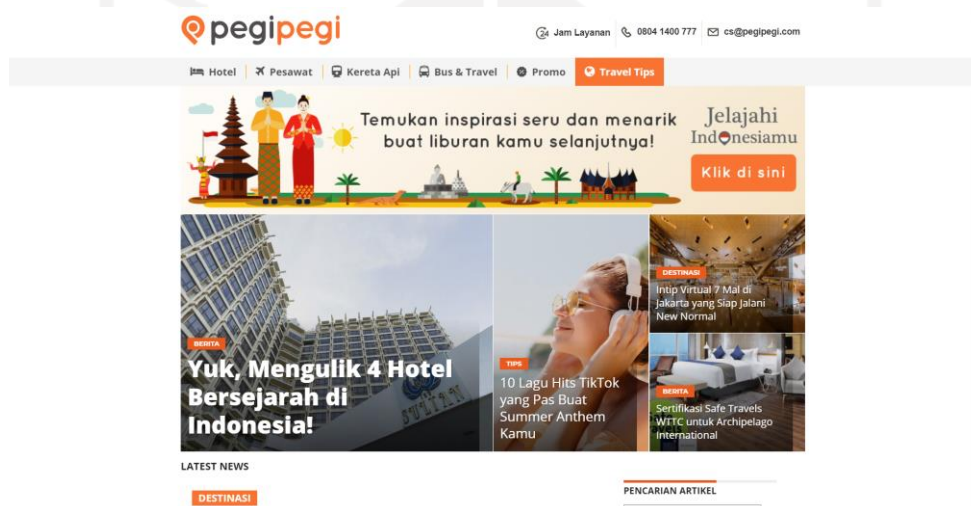 pegipegi
Jam Layanan 0804 1400 777 cs@pegipegi.com
Hotel Pesawat Kereta Api Bus & Travel Promo Travel Tips
Temukan inspirasi seru dan menarik
buat liburan kamu selanjutnya!
Jelajahi
Indonesiamu
Klik di sini
BERITA
Yuk, Mengulik 4 Hotel
Bersejarah di
Indonesia!
SULTAN
TIPS
10 Lagu Hits TikTok
yang Pas Buat
Summer Anthem
Kamu
DESTINASI
Intip Virtual 7 Mal di
Jakarta yang Siap Jalani
New Normal
BERITA
Sertifikasi Safe Travels
WTTC untuk Archipelago
International
LATEST NEWS
DESTINASI
PENCARIAN ARTIKEL